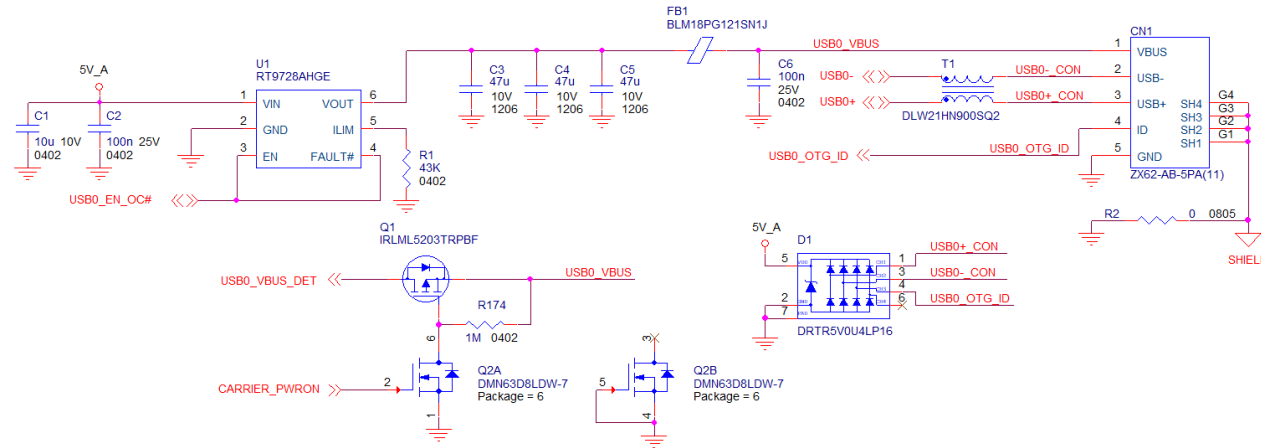 FB1
BLM18PG121SN1J
CN1
U1
RT9728AHGE
5V_A
C3
47u
10V
1206
C4
47u
10V
1206
C5
47u
10V
1206
USB0_VBUS
C6
100n
25V
0402
USB0-
USB0+
T1
USB0-_CON
USB0+_CON
DLW21HN900SQ2
1 VBUS
2 USB-
3 USB+
4 ID
5 GND
SH4 G4
SH3 G3
SH2 G2
SH1 G1
ZX62-AB-5PA(11)
1 VIN
2 GND
3 EN
VOUT 6
ILIM 5
FAULT# 4
C1
10u 10V
0402
C2
100n 25V
0402
R1
43K
0402
USB0_EN_OC#
USB0_OTG_ID
USB0_OTG_ID
R2 0 0805
SHIEL
Q1
IRLML5203TRPBF
USB0_VBUS_DET
USB0_VBUS
R174
1M 0402
6
2
1
Q2A
DMN63D8LDW-7
Package = 6
CARRIER_PWRON
3
5
4
Q2B
DMN63D8LDW-7
Package = 6
5V_A
D1
5
2
7
1
3
4
6
USB0+_CON
USB0-_CON
USB0_OTG_ID
DRTR5V0U4LP16